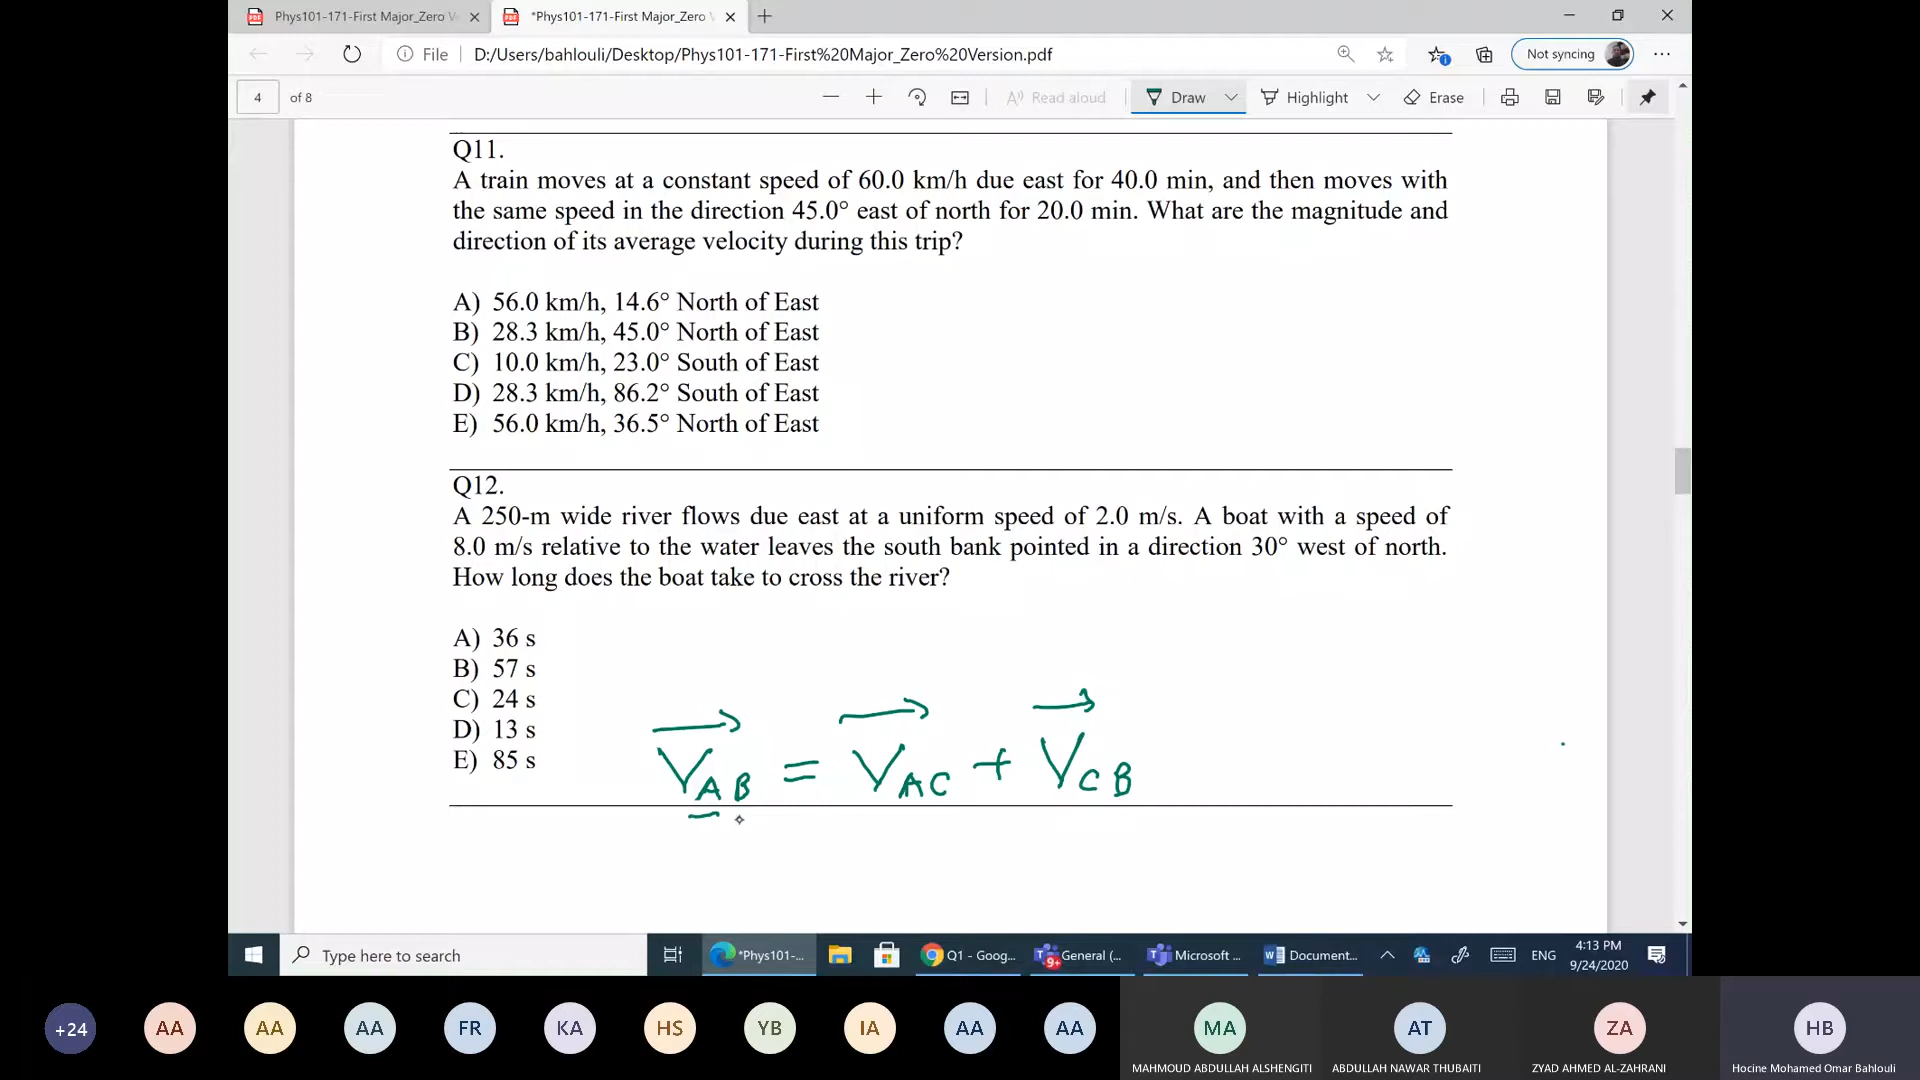 Phys101-171-First Major_Zero V
*Phys101-171-First Major_Zero V
File
D:/Users/bahlouli/Desktop/Phys101-171-First%20Major_Zero%20Version.pdf
Not syncing
4
of 8
Read aloud
Draw
Highlight
Erase
Q11.
A train moves at a constant speed of 60.0 km/h due east for 40.0 min, and then moves with
the same speed in the direction 45.0° east of north for 20.0 min. What are the magnitude and
direction of its average velocity during this trip?
A) 56.0 km/h, 14.6° North of East
B) 28.3 km/h, 45.0° North of East
C) 10.0 km/h, 23.0° South of East
D) 28.3 km/h, 86.2° South of East
E) 56.0 km/h, 36.5° North of East
Q12.
A 250-m wide river flows due east at a uniform speed of 2.0 m/s. A boat with a speed of
8.0 m/s relative to the water leaves the south bank pointed in a direction 30° west of north.
How long does the boat take to cross the river?
A) 36 s
B) 57 s
C) 24 s
D) 13 s
E) 85 s
V_AB = V_AC + V_CB
Type here to search
*Phys101-...
Q1 - Goog...
9+
General (...
Microsoft ...
Document...
ENG
4:13 PM
9/24/2020
+24
AA
AA
AA
FR
KA
HS
YB
IA
AA
AA
MA
AT
ZA
HB
MAHMOUD ABDULLAH ALSHENGITI
ABDULLAH NAWAR THUBAITI
ZYAD AHMED AL-ZAHRANI
Hocine Mohamed Omar Bahlouli